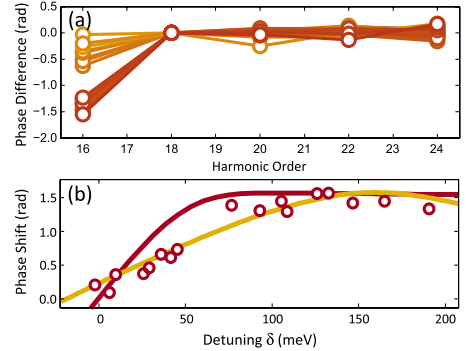 (a)
Phase Difference (rad)
0.5
0.0
−0.5
−1.0
−1.5
−2.0
16 17 18 19 20 21 22 23 24
Harmonic Order
(b)
Phase Shift (rad)
1.5
1.0
0.5
0.0
0 50 100 150 200
Detuning δ (meV)